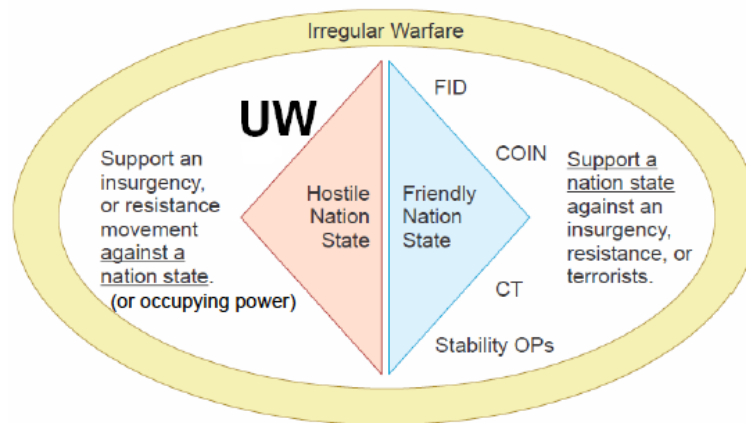 Irregular Warfare
UW
Support an
insurgency,
or resistance
movement
against a
nation state.
(or occupying power)
Hostile
Nation
State
Friendly
Nation
State
FID
COIN
CT
Stability OPs
Support a
nation state
against an
insurgency,
resistance, or
terrorists.